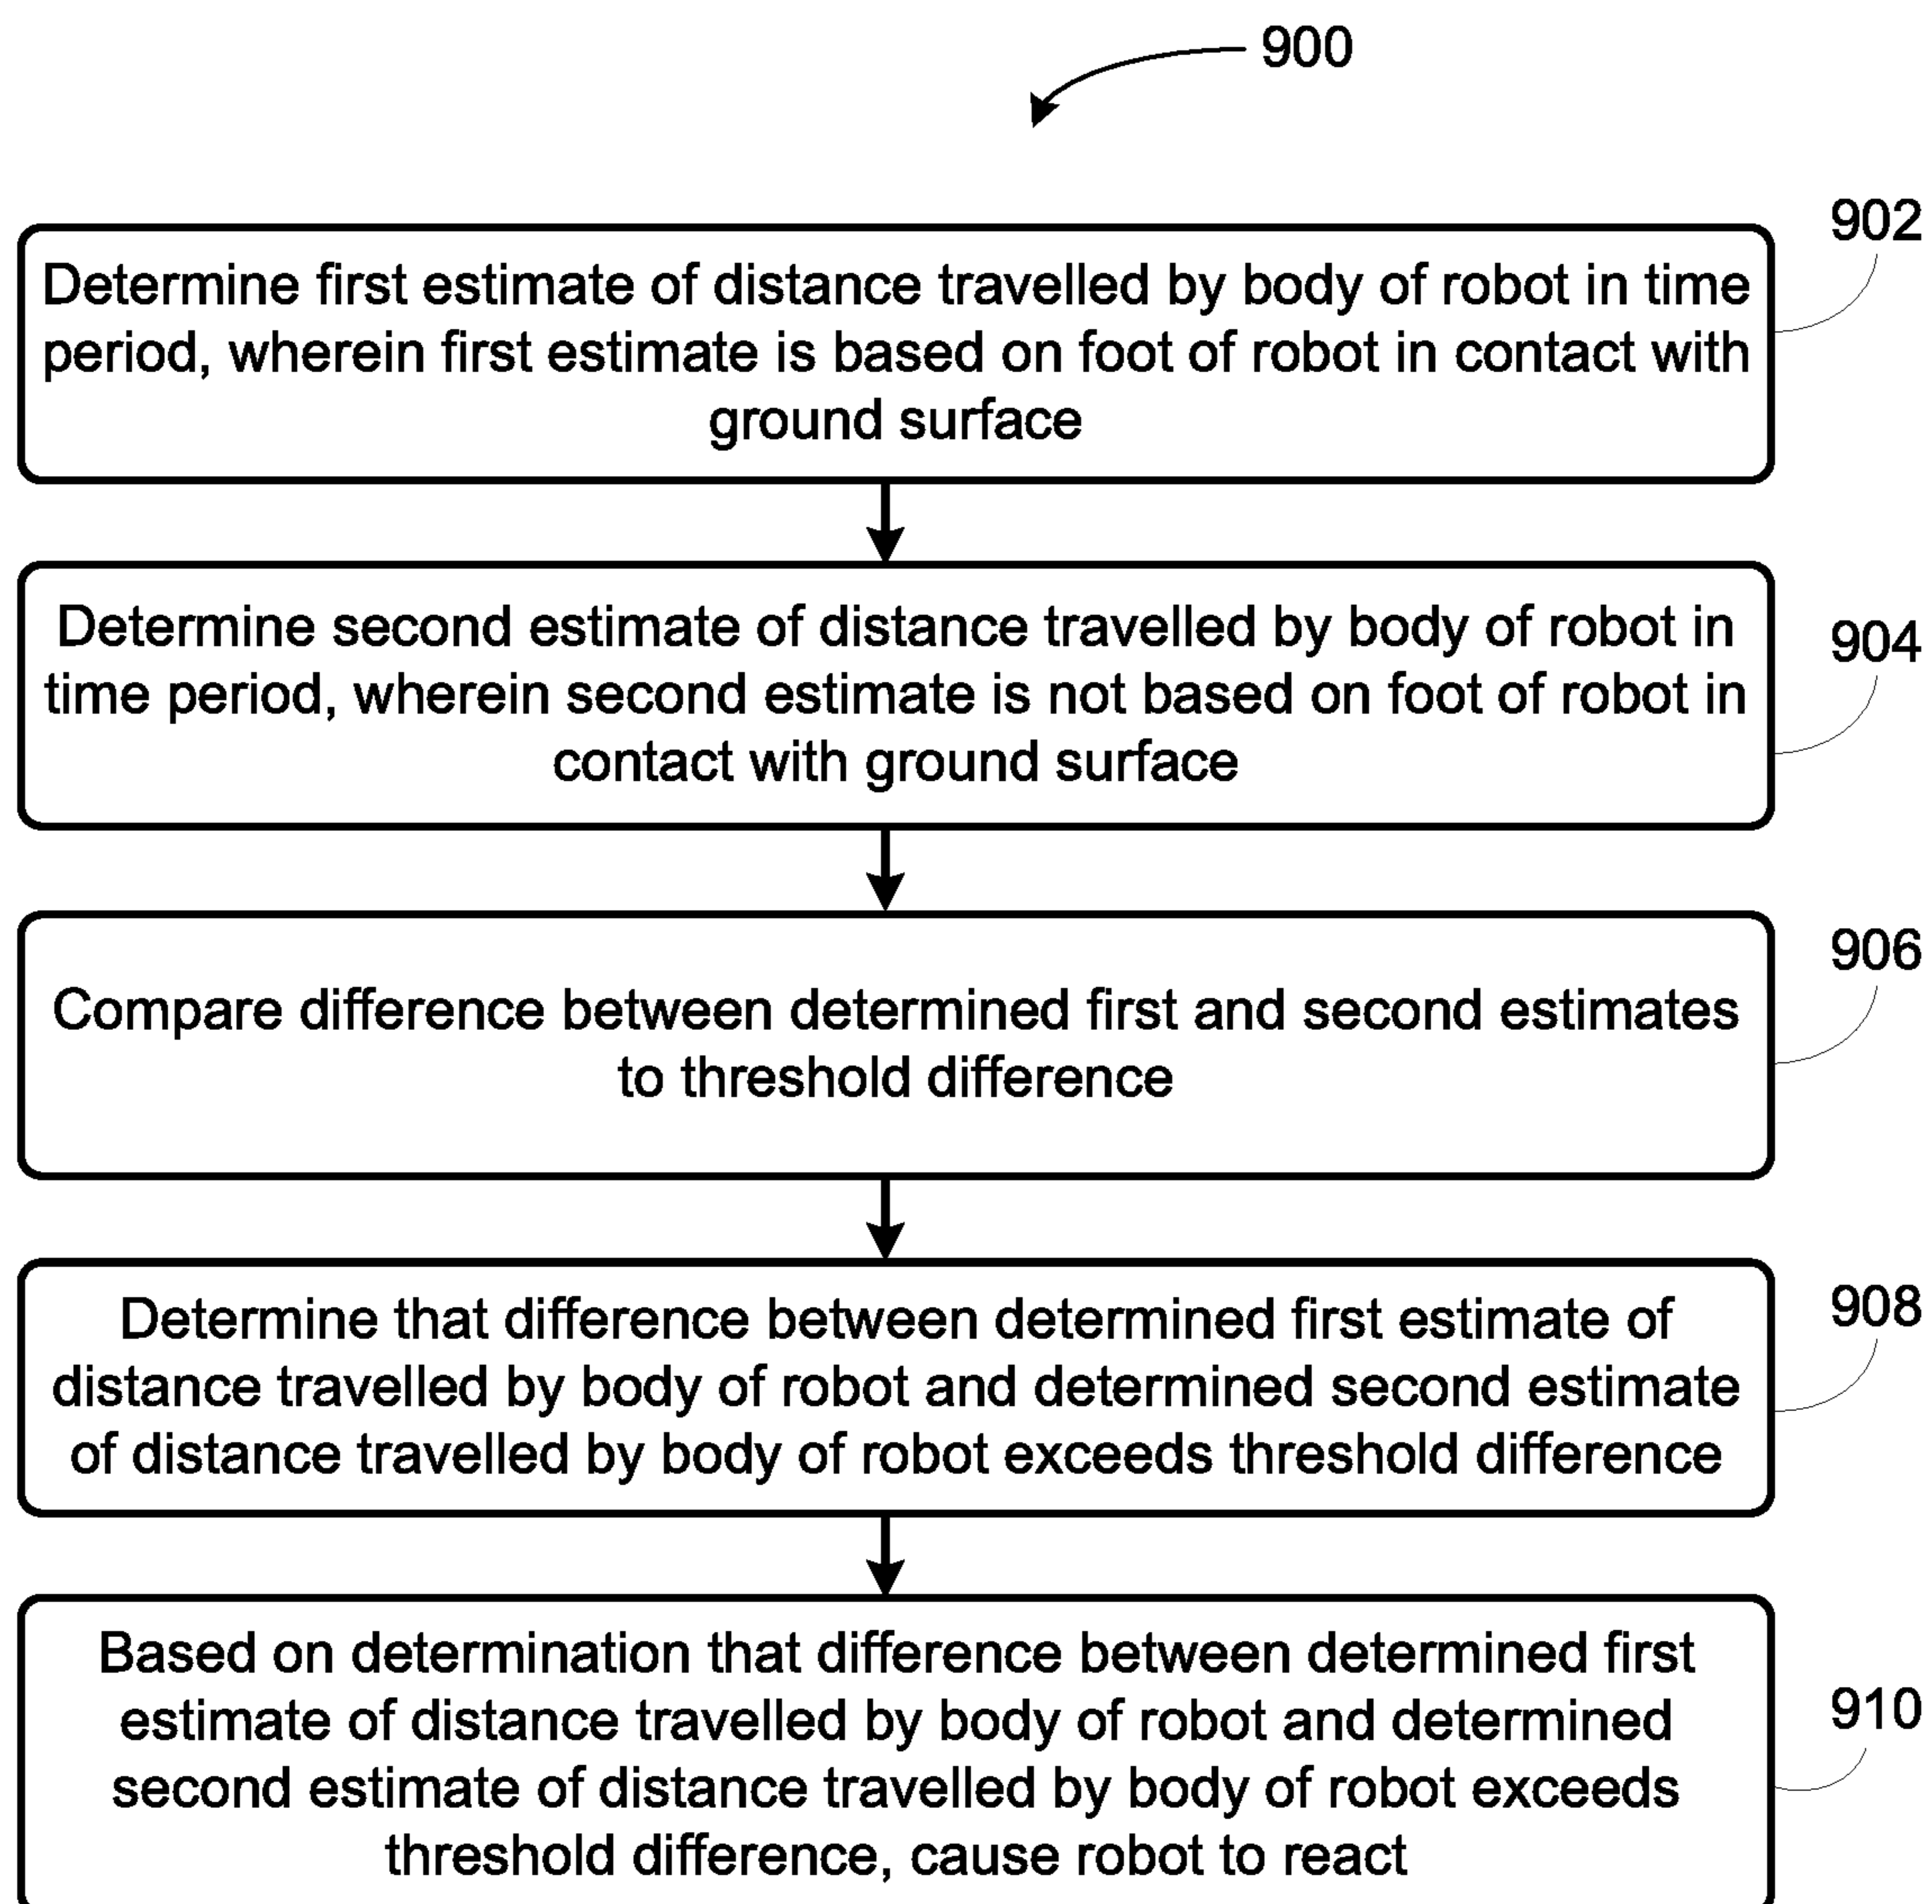 900
902
Determine first estimate of distance travelled by body of robot in time
period, wherein first estimate is based on foot of robot in contact with
ground surface
904
Determine second estimate of distance travelled by body of robot in
time period, wherein second estimate is not based on foot of robot in
contact with ground surface
906
Compare difference between determined first and second estimates
to threshold difference
908
Determine that difference between determined first estimate of
distance travelled by body of robot and determined second estimate
of distance travelled by body of robot exceeds threshold difference
910
Based on determination that difference between determined first
estimate of distance travelled by body of robot and determined
second estimate of distance travelled by body of robot exceeds
threshold difference, cause robot to react